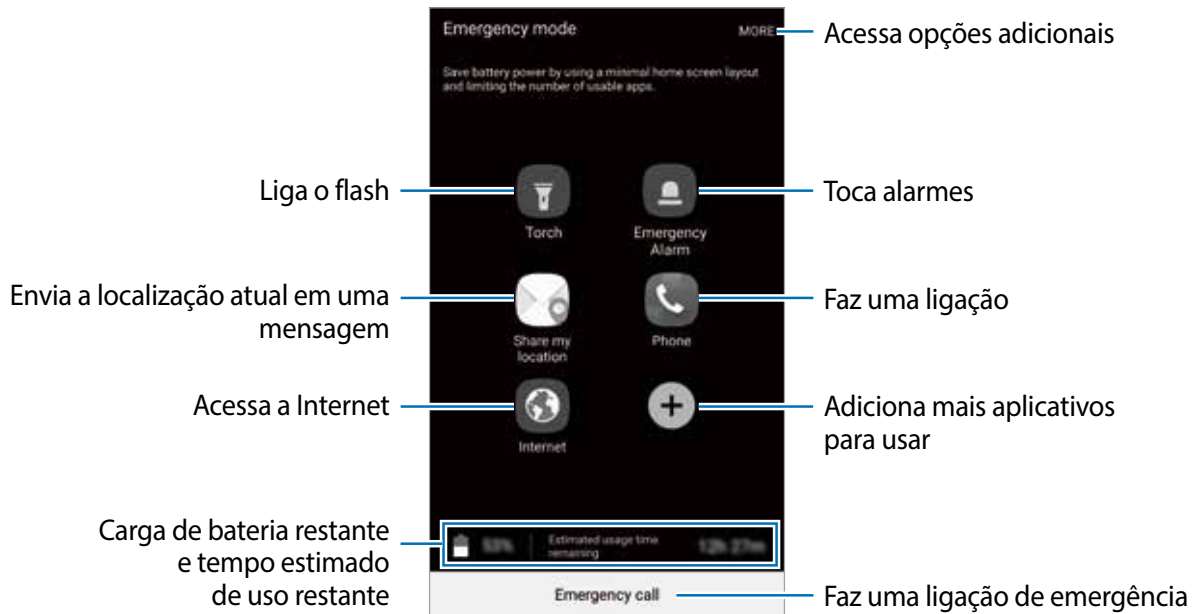 Emergency mode
MORE
Acessa opções adicionais
Save battery power by using a minimal home screen layout
and limiting the number of usable apps.
Liga o flash
Torch
Emergency
Alarm
Toca alarmes
Envia a localização atual em uma
mensagem
Share my
location
Phone
Faz uma ligação
Acessa a Internet
Internet
Adiciona mais aplicativos
para usar
Carga de bateria restante
e tempo estimado
de uso restante
Estimated usage time
remaining
Emergency call
Faz uma ligação de emergência